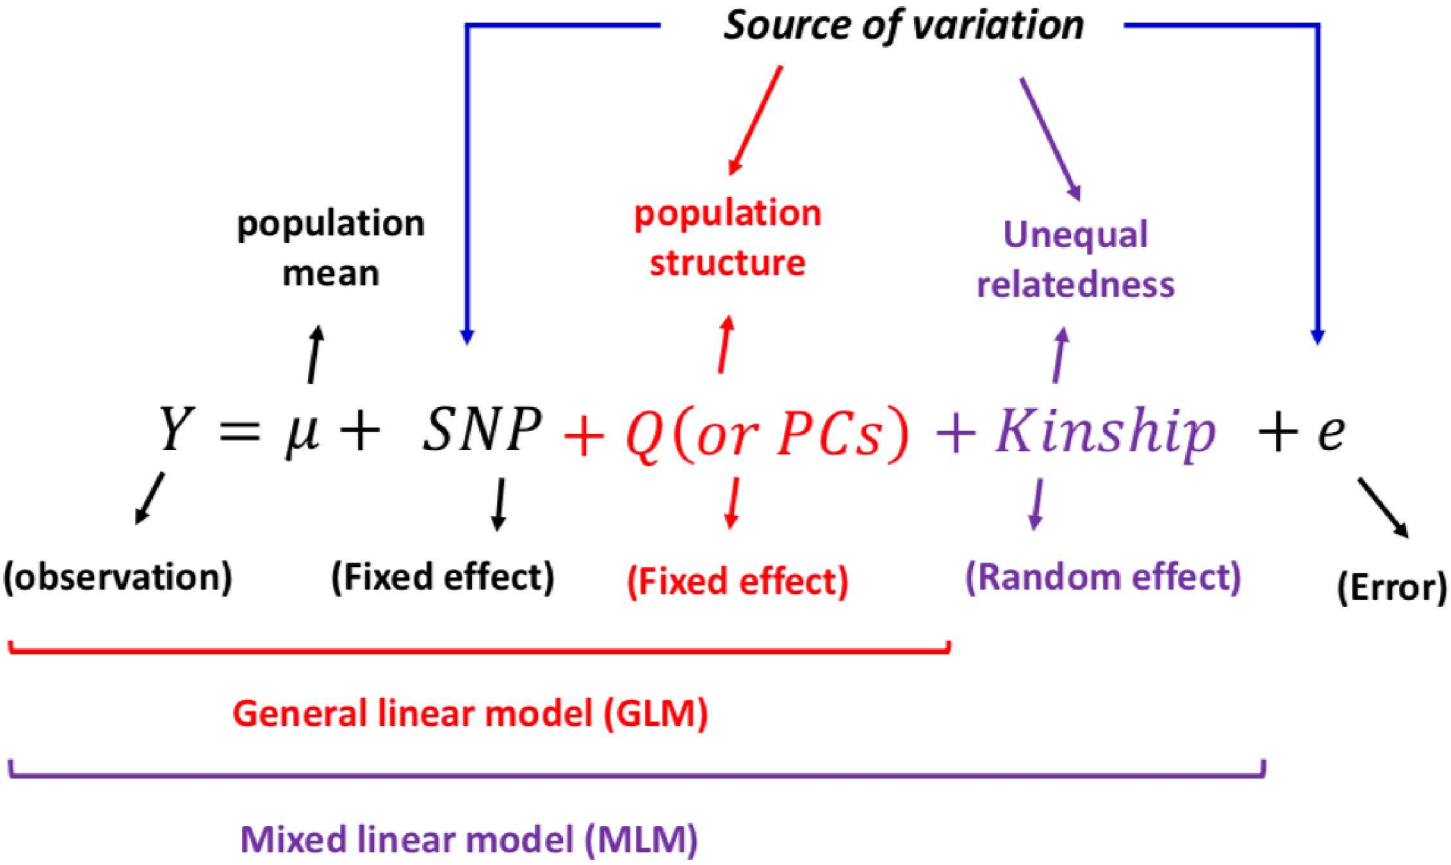 Source of variation
population
mean
population
structure
Unequal
relatedness
Y = μ + SNP + Q(or PCs) + Kinship + e
(observation) (Fixed effect) (Fixed effect) (Random effect) (Error)
General linear model (GLM)
Mixed linear model (MLM)